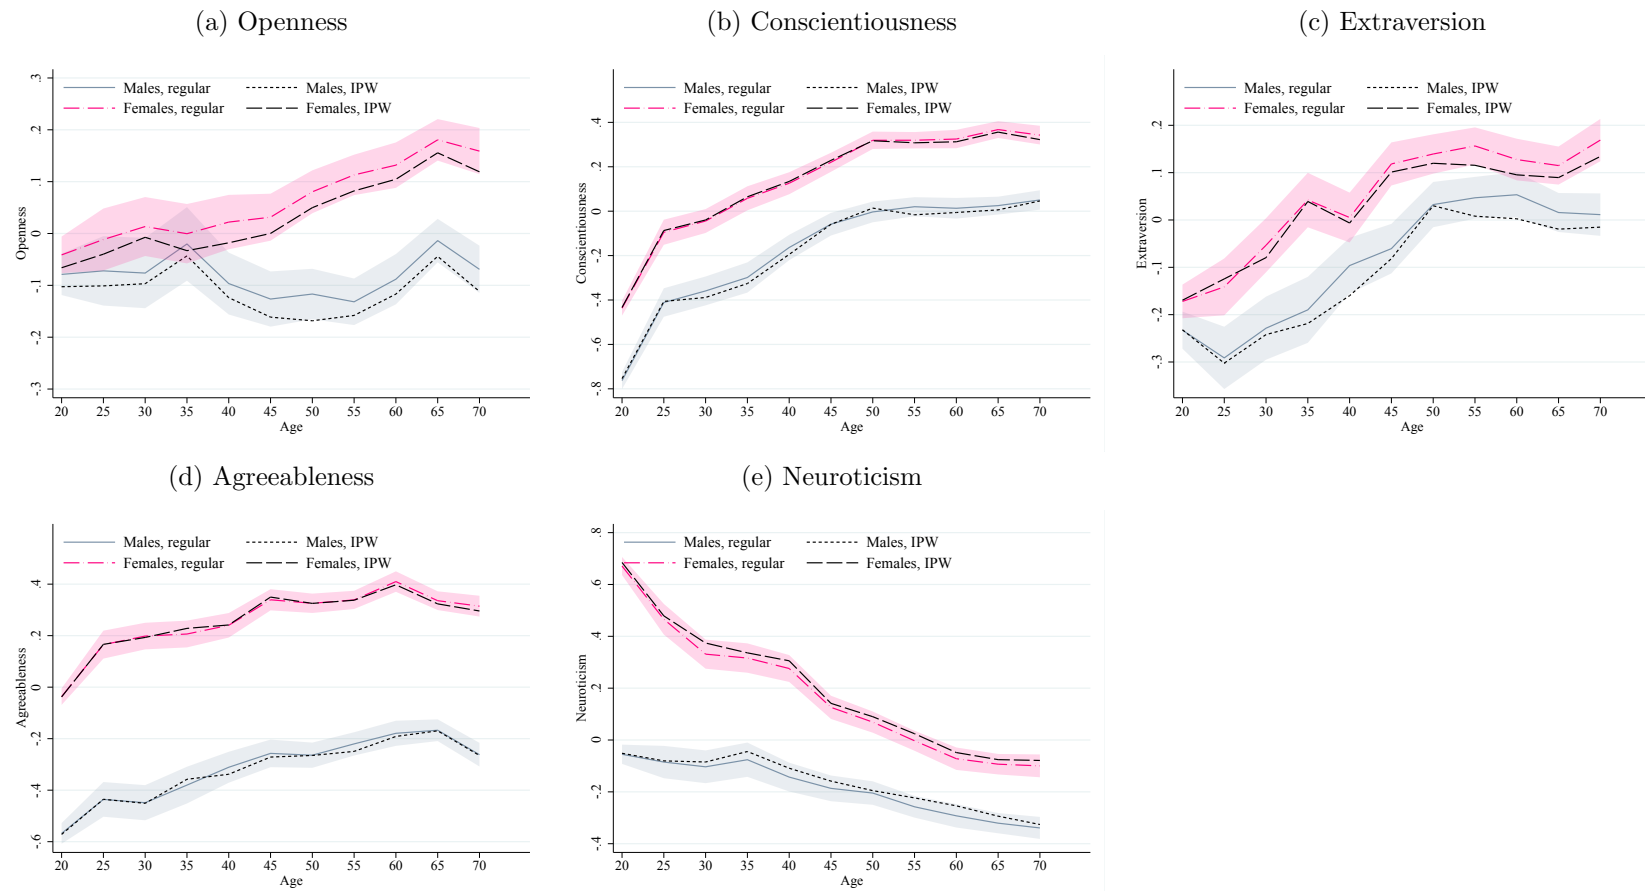 (a) Openness
Males, regular
Males, IPW
Females, regular
Females, IPW
.3
.2
.1
0
-.1
-.2
-.3
Openness
20 25 30 35 40 45 50 55 60 65 70
Age
(b) Conscientiousness
Males, regular
Males, IPW
Females, regular
Females, IPW
.4
.2
0
-.2
-.4
-.6
-.8
Conscientiousness
20 25 30 35 40 45 50 55 60 65 70
Age
(c) Extraversion
Males, regular
Males, IPW
Females, regular
Females, IPW
.2
.1
0
-.1
-.2
-.3
Extraversion
20 25 30 35 40 45 50 55 60 65 70
Age
(d) Agreeableness
Males, regular
Males, IPW
Females, regular
Females, IPW
.4
.2
0
-.2
-.4
-.6
Agreeableness
20 25 30 35 40 45 50 55 60 65 70
Age
(e) Neuroticism
Males, regular
Males, IPW
Females, regular
Females, IPW
.8
.6
.4
.2
0
-.2
-.4
Neuroticism
20 25 30 35 40 45 50 55 60 65 70
Age